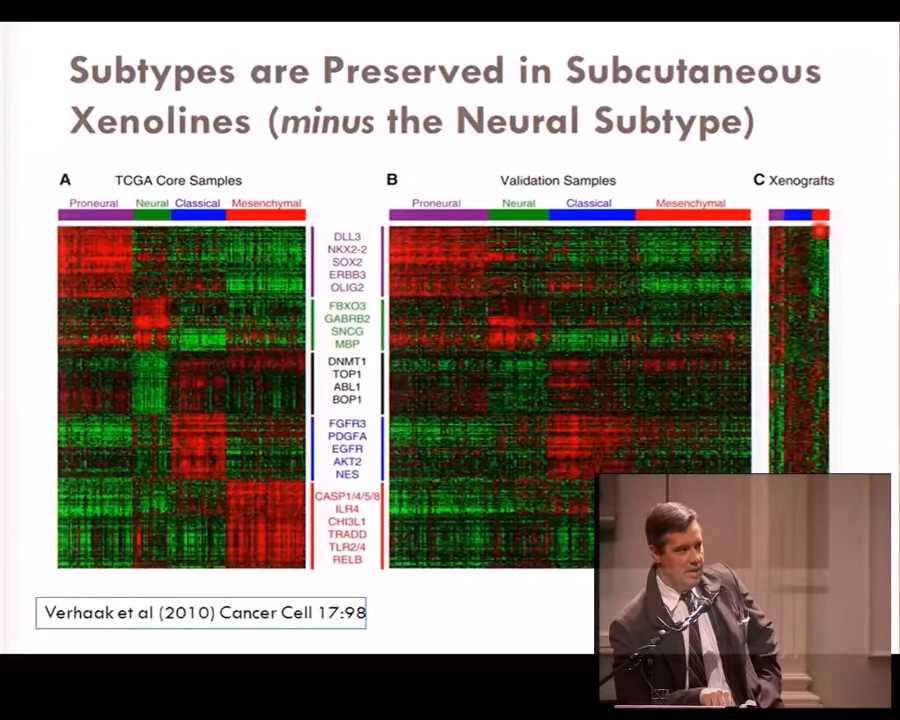 Subtypes are Preserved in Subcutaneous
Xenolines (minus the Neural Subtype)
A TCGA Core Samples
Proneural Neural Classical Mesenchymal
DLL3
NKX2-2
SOX2
ERBB3
OLIG2
FBXO3
GABRB2
SNCG
MBP
DNMT1
TOP1
ABL1
BOP1
FGFR3
PDGFA
EGFR
AKT2
NES
CASP1/4/5/8
ILR4
CHI3L1
TRADD
TLR2/4
RELB
B Validation Samples
Proneural Neural Classical Mesenchymal
C Xenografts
Verhaak et al (2010) Cancer Cell 17:98